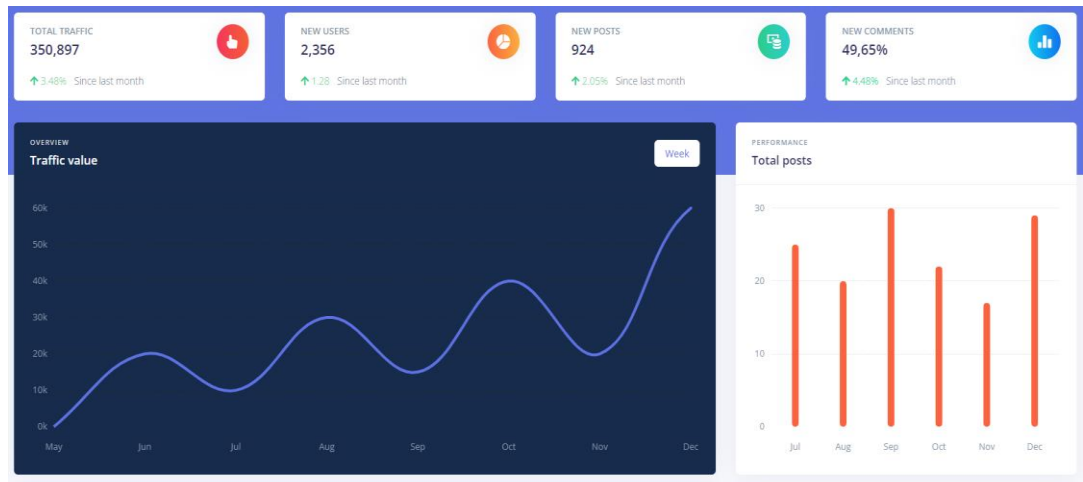 TOTAL TRAFFIC
350,897
3.48% Since last month
NEW USERS
2,356
1.28 Since last month
NEW POSTS
924
2.05% Since last month
NEW COMMENTS
49,65%
4.48% Since last month
OVERVIEW
Traffic value
Week
60k
50k
40k
30k
20k
10k
0k
May Jun Jul Aug Sep Oct Nov Dec
PERFORMANCE
Total posts
30
20
10
0
Jul Aug Sep Oct Nov Dec